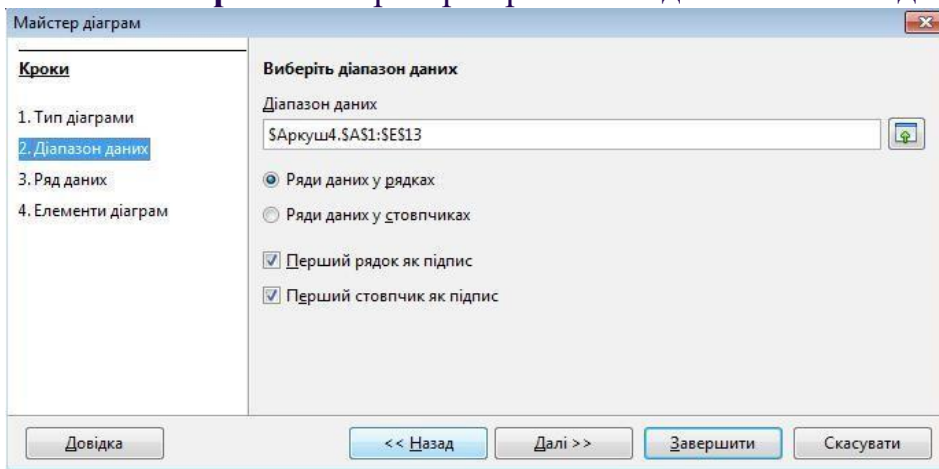 Майстер діаграм
Кроки
1. Тип діаграми
2. Діапазон даних
3. Ряд даних
4. Елементи діаграм
Виберіть діапазон даних
Діапазон даних
$Аркуш4.$A$1:$E$13
Ряди даних у рядках
Ряди даних у стовпчиках
Перший рядок як підпис
Перший стовпчик як підпис
Довідка
<< Назад
Далі >>
Завершити
Скасувати